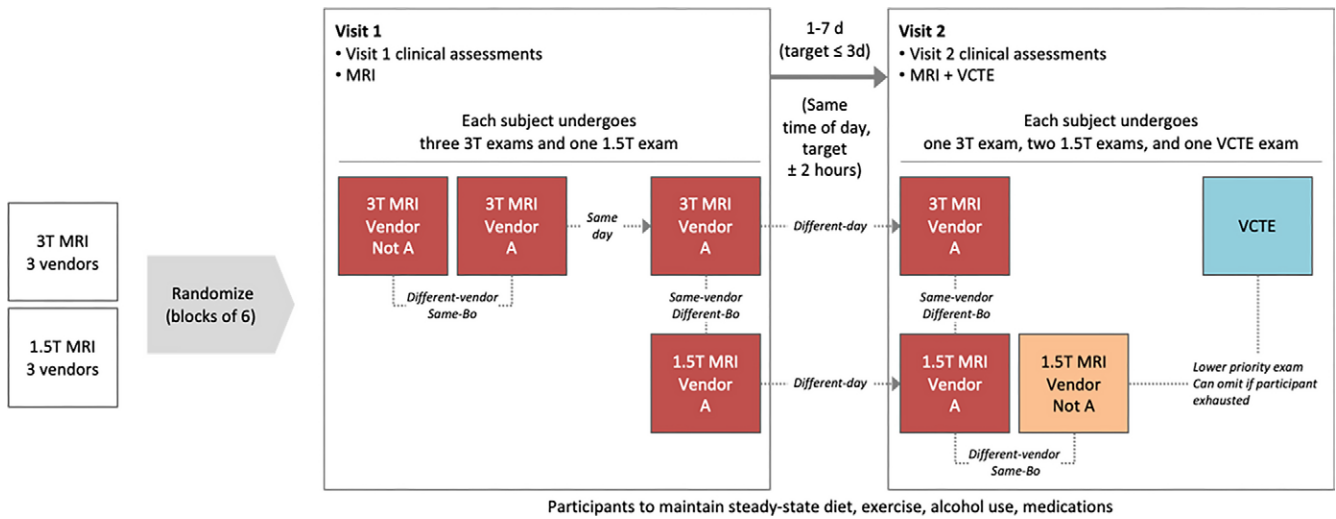 3T MRI
3 vendors
1.5T MRI
3 vendors
Randomize
(blocks of 6)
Visit 1
• Visit 1 clinical assessments
• MRI
Each subject undergoes
three 3T exams and one 1.5T exam
3T MRI
Vendor
Not A
3T MRI
Vendor
A
Same
day
3T MRI
Vendor
A
Different-vendor
Same-Bo
Same-vendor
Different-Bo
1.5T MRI
Vendor
A
1-7 d
(target ≤ 3d)
(Same
time of day,
target
± 2 hours)
Different-day
Different-day
Visit 2
• Visit 2 clinical assessments
• MRI + VCTE
Each subject undergoes
one 3T exam, two 1.5T exams, and one VCTE exam
3T MRI
Vendor
A
VCTE
Same-vendor
Different-Bo
1.5T MRI
Vendor
A
1.5T MRI
Vendor
Not A
Lower priority exam
Can omit if participant
exhausted
Different-vendor
Same-Bo
Participants to maintain steady-state diet, exercise, alcohol use, medications